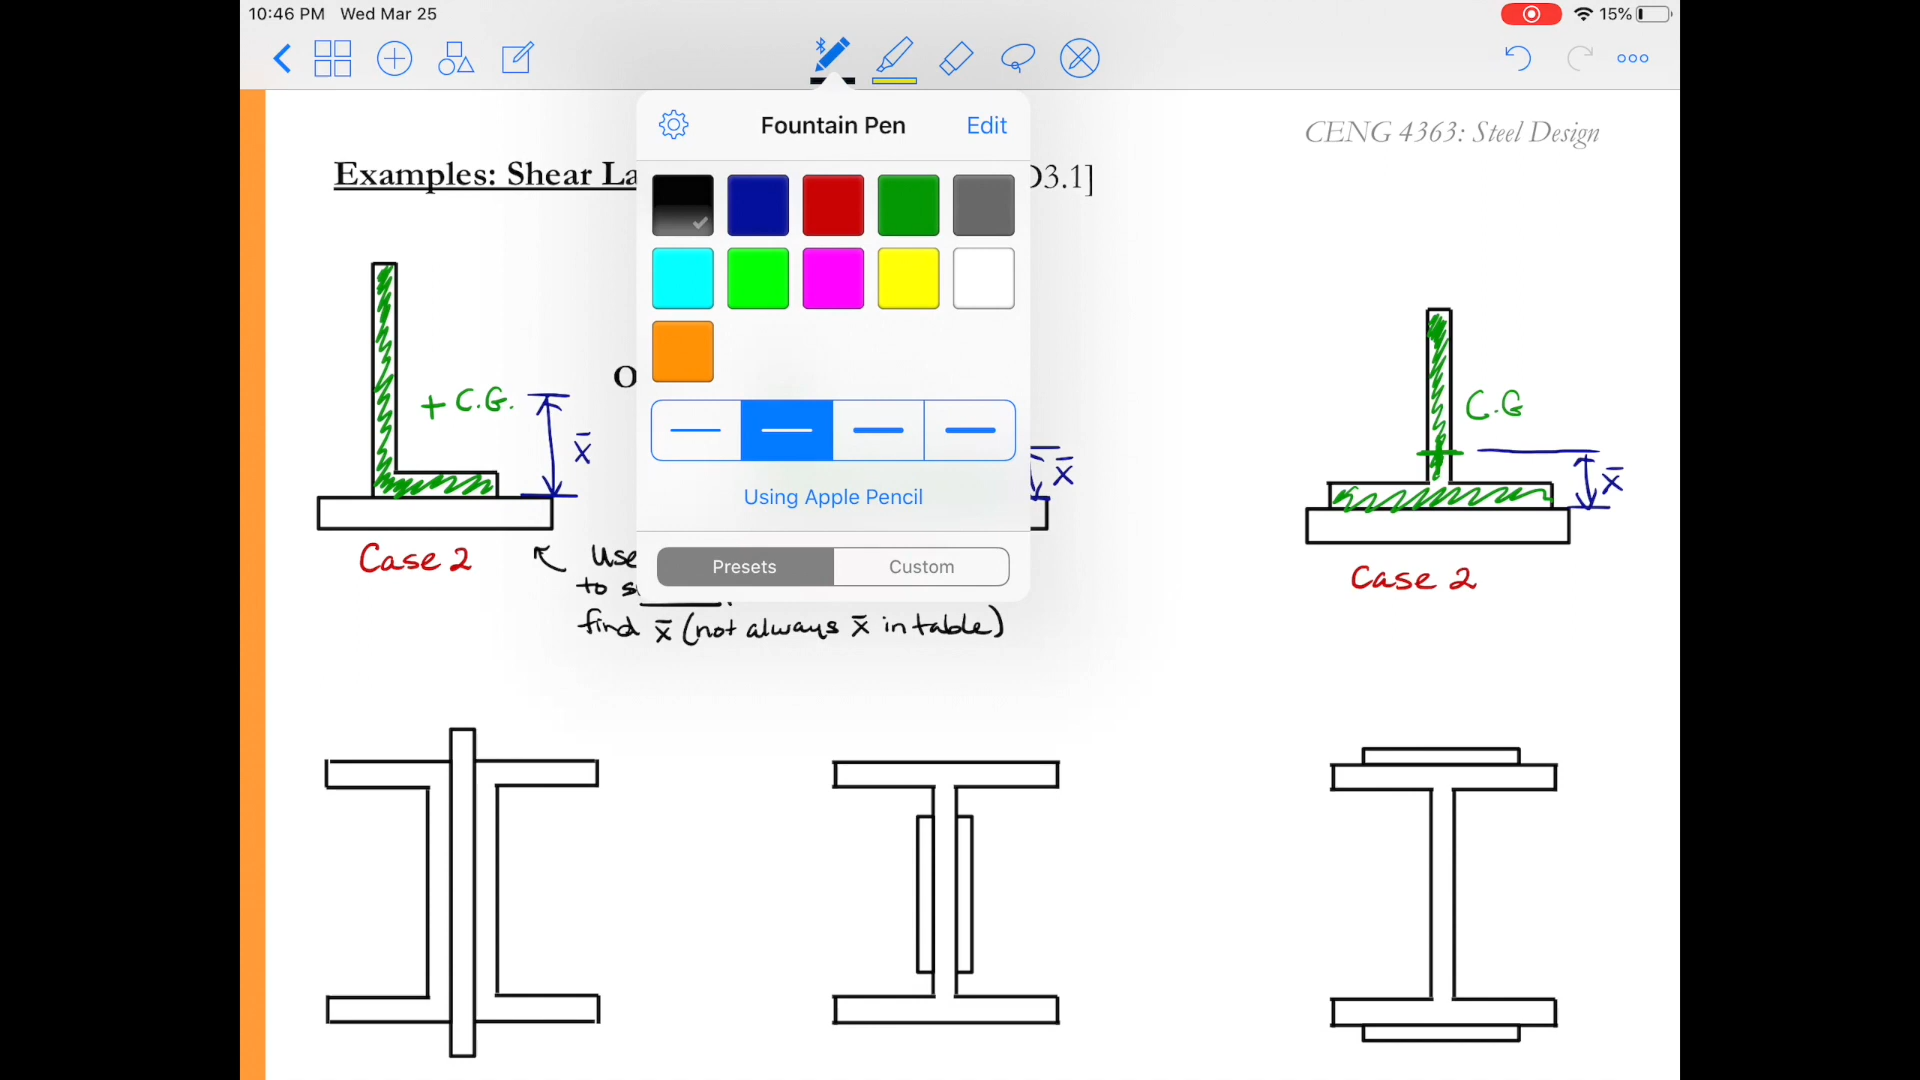 10:46 PM Wed Mar 25
15%
Fountain Pen Edit
CENG 4363: Steel Design
Examples: Shear La
D3.1]
O
+ C.G.
x̄
x̄
C.G
x̄
Using Apple Pencil
Presets Custom
Case 2
Use
to s
find x̄ (not always x̄ in table)
Case 2